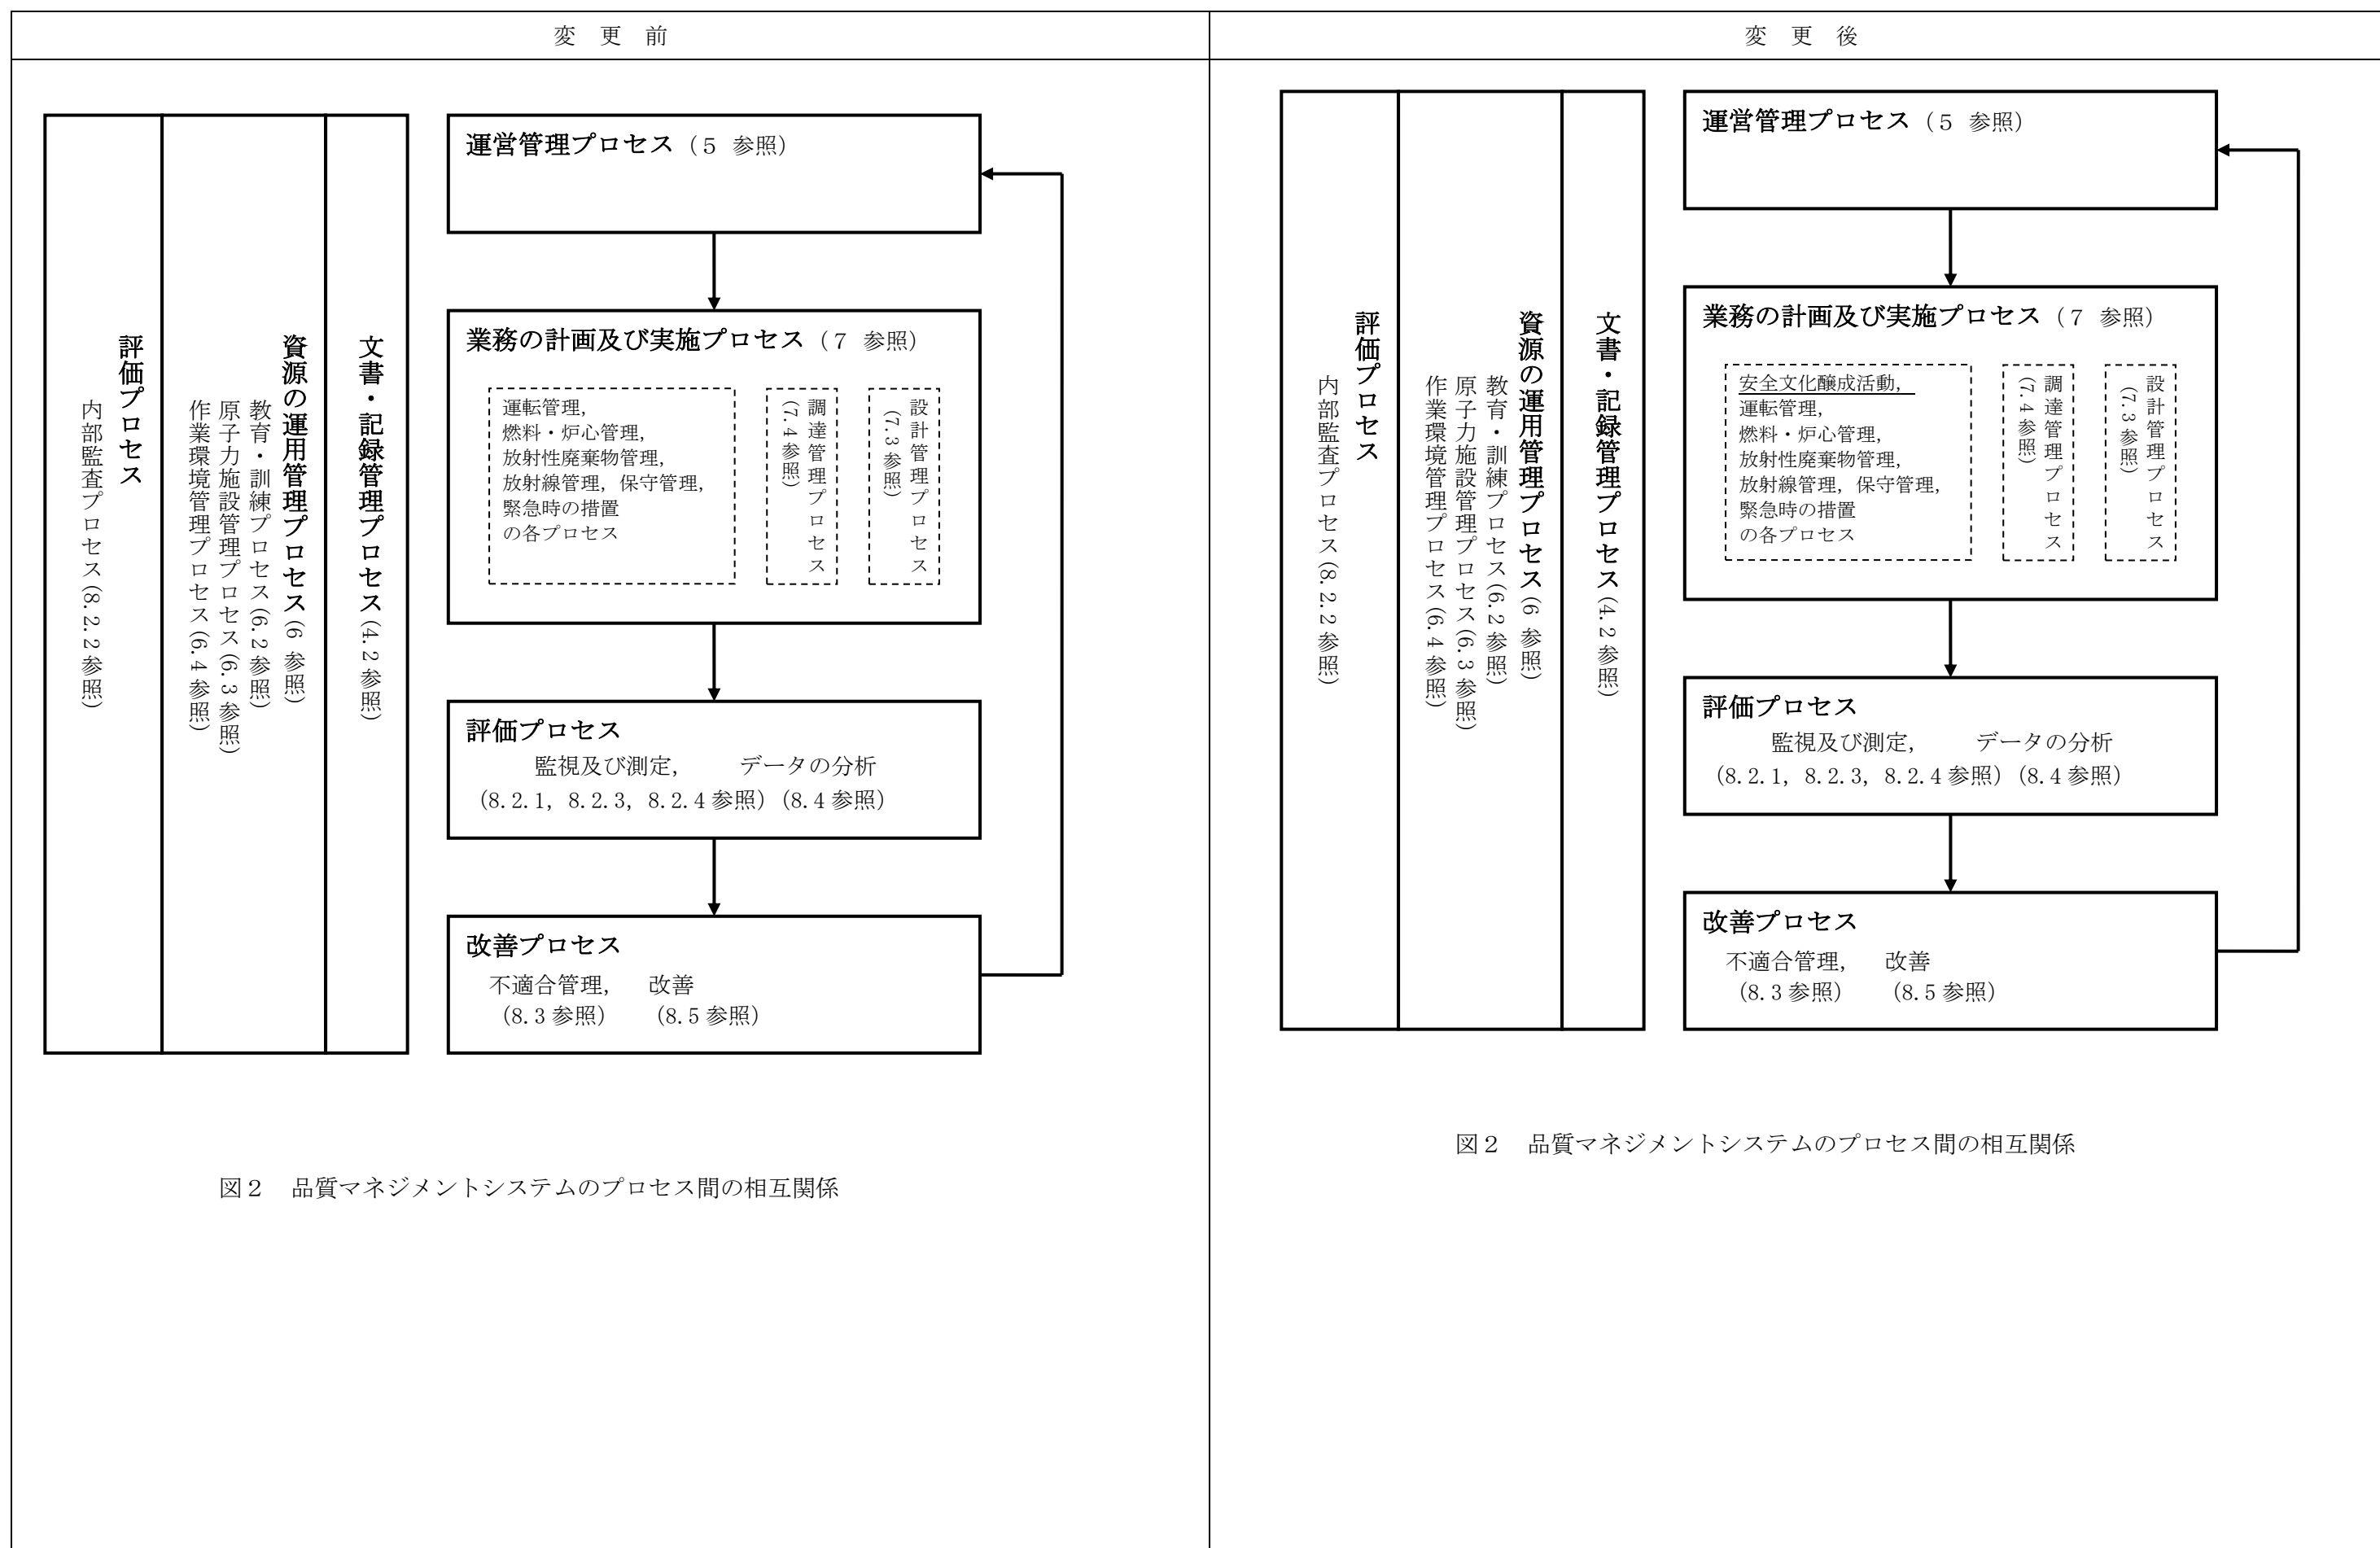 変 更 前
評価プロセス
内部監査プロセス(8.2.2参照)
資源の運用管理プロセス(6 参照)
教育・訓練プロセス(6.2参照)
原子力施設管理プロセス(6.3参照)
作業環境管理プロセス(6.4参照)
文書・記録管理プロセス(4.2参照)
運営管理プロセス(5 参照)
業務の計画及び実施プロセス(7 参照)
運転管理,
燃料・炉心管理,
放射性廃棄物管理,
放射線管理, 保守管理,
緊急時の措置
の各プロセス
調達管理プロセス
(7.4参照)
設計管理プロセス
(7.3参照)
評価プロセス
監視及び測定, データの分析
(8.2.1, 8.2.3, 8.2.4参照) (8.4参照)
改善プロセス
不適合管理, 改善
(8.3参照) (8.5参照)
図2 品質マネジメントシステムのプロセス間の相互関係
変 更 後
評価プロセス
内部監査プロセス(8.2.2参照)
資源の運用管理プロセス(6 参照)
教育・訓練プロセス(6.2参照)
原子力施設管理プロセス(6.3参照)
作業環境管理プロセス(6.4参照)
文書・記録管理プロセス(4.2参照)
運営管理プロセス(5 参照)
業務の計画及び実施プロセス(7 参照)
安全文化醸成活動,
運転管理,
燃料・炉心管理,
放射性廃棄物管理,
放射線管理, 保守管理,
緊急時の措置
の各プロセス
調達管理プロセス
(7.4参照)
設計管理プロセス
(7.3参照)
評価プロセス
監視及び測定, データの分析
(8.2.1, 8.2.3, 8.2.4参照) (8.4参照)
改善プロセス
不適合管理, 改善
(8.3参照) (8.5参照)
図2 品質マネジメントシステムのプロセス間の相互関係